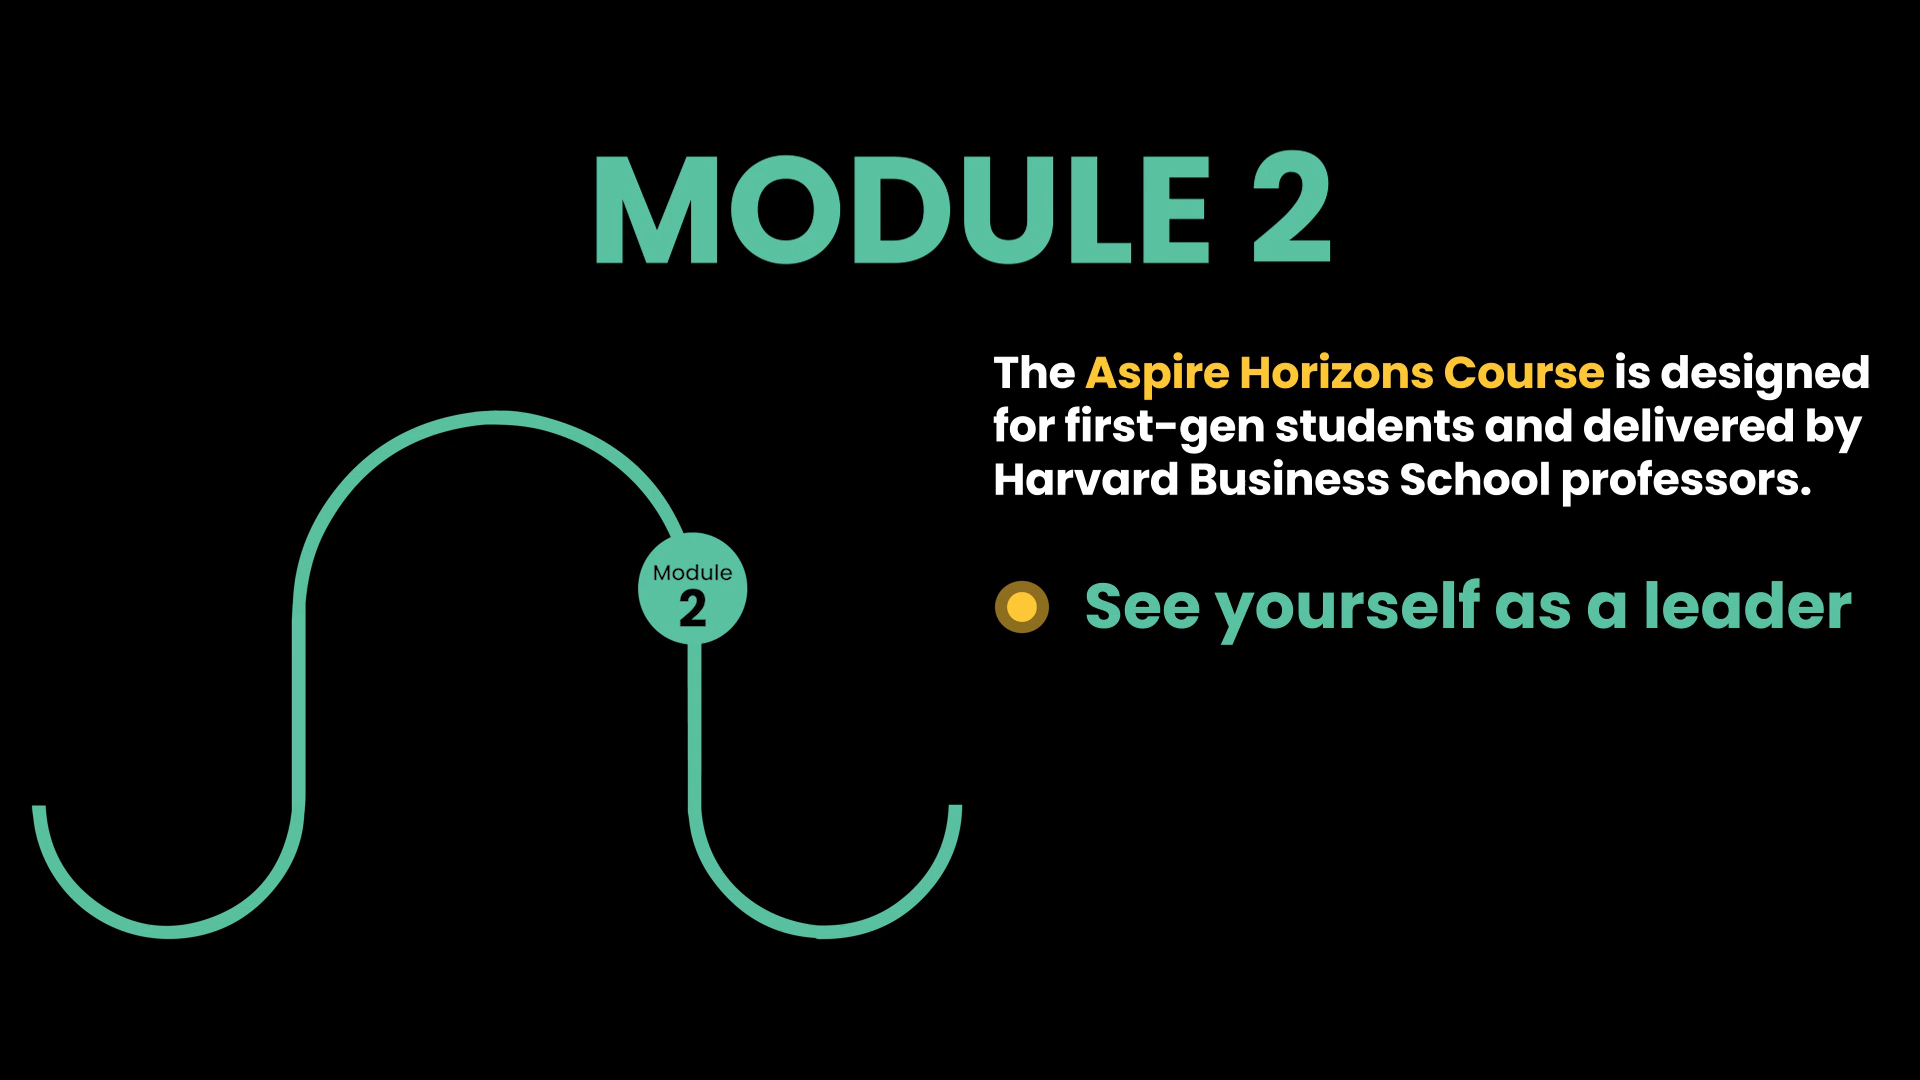 MODULE 2
The Aspire Horizons Course is designed
for first-gen students and delivered by
Harvard Business School professors.
Module
2
See yourself as a leader